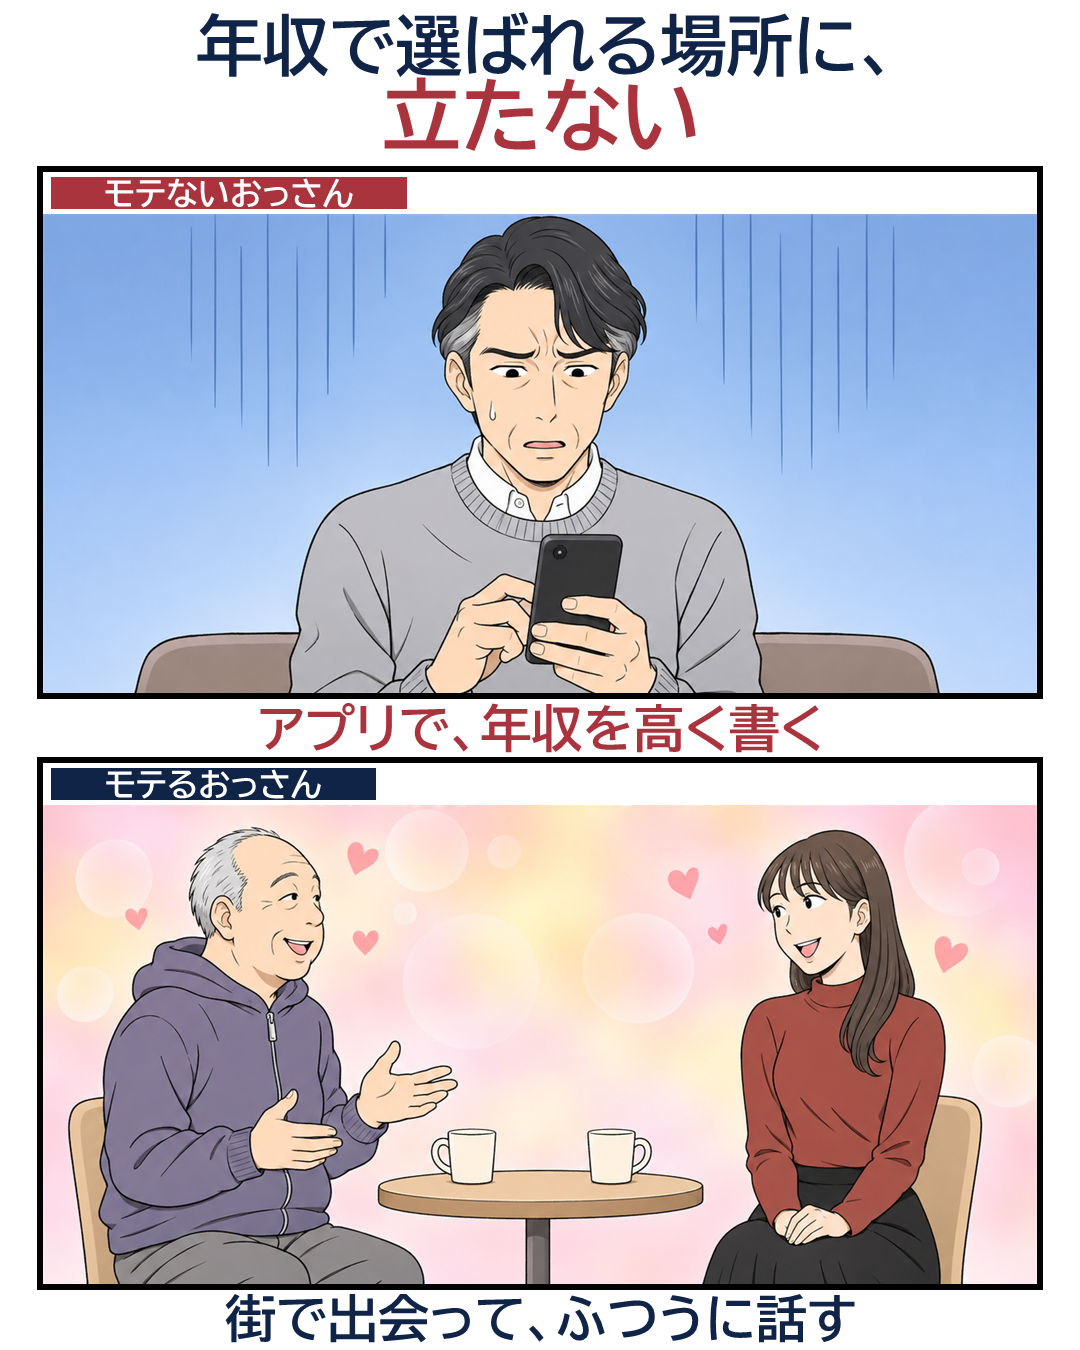 年収で選ばれる場所に、
立たない
モテないおっさん
アプリで、年収を高く書く
モテるおっさん
街で出会って、ふつうに話す